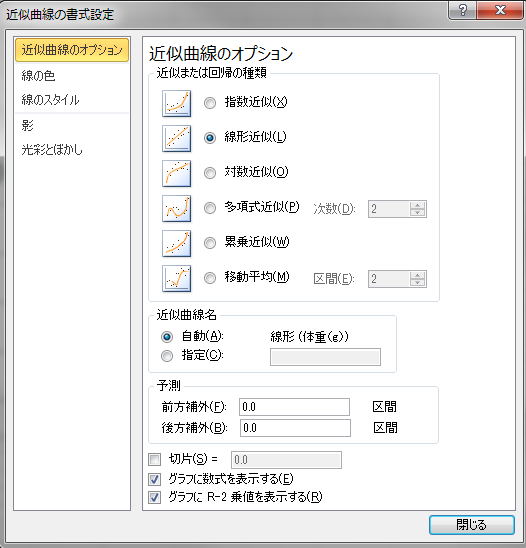 近似曲線の書式設定
近似曲線のオプション
線の色
線のスタイル
影
光彩とぼかし
近似曲線のオプション
近似または回帰の種類
指数近似(X)
線形近似(L)
対数近似(O)
多項式近似(P) 次数(D): 2
累乗近似(W)
移動平均(M) 区間(E): 2
近似曲線名
自動(A): 線形 (体重(g))
指定(C):
予測
前方補外(F): 0.0 区間
後方補外(B): 0.0 区間
切片(S) = 0.0
グラフに数式を表示する(E)
グラフに R-2 乗値を表示する(R)
閉じる